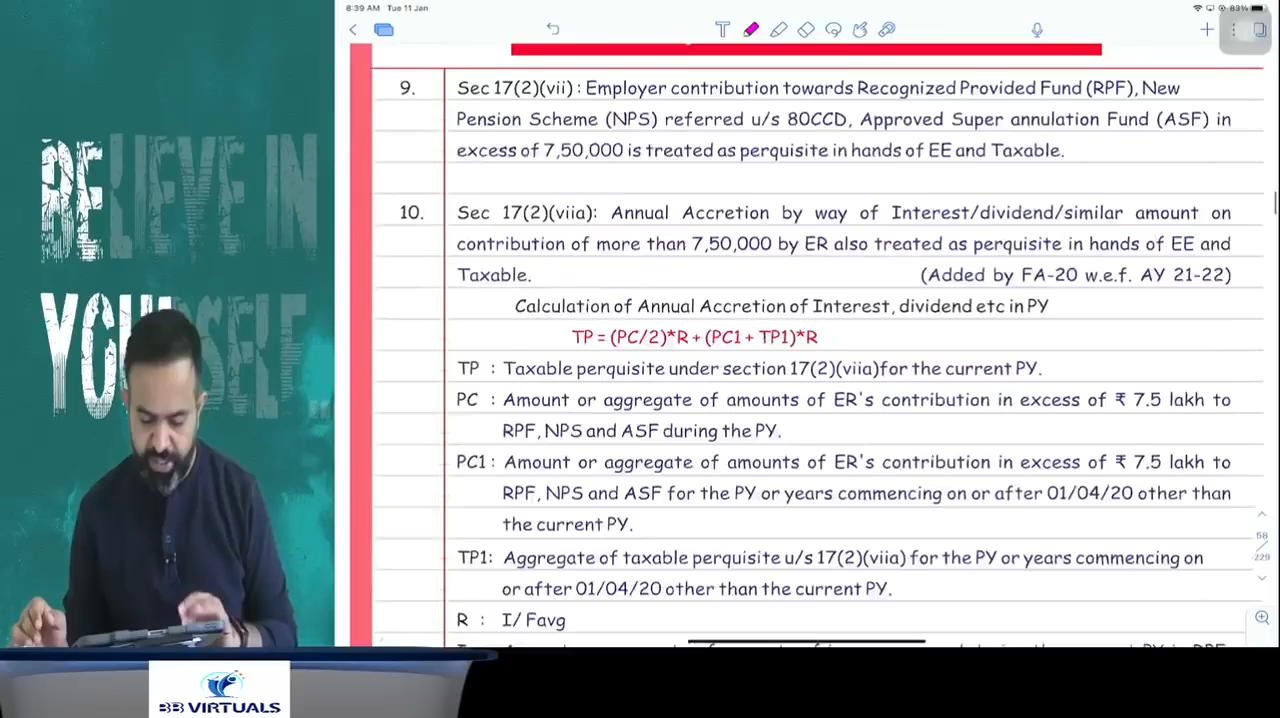 8:39 AM Tue 11 Jan
83%
9. Sec 17(2)(vii) : Employer contribution towards Recognized Provided Fund (RPF), New
Pension Scheme (NPS) referred u/s 80CCD, Approved Super annulation Fund (ASF) in
excess of 7,50,000 is treated as perquisite in hands of EE and Taxable.
10. Sec 17(2)(viia): Annual Accretion by way of Interest/dividend/similar amount on
contribution of more than 7,50,000 by ER also treated as perquisite in hands of EE and
Taxable. (Added by FA-20 w.e.f. AY 21-22)
Calculation of Annual Accretion of Interest, dividend etc in PY
TP = (PC/2)*R + (PC1 + TP1)*R
TP : Taxable perquisite under section 17(2)(viia)for the current PY.
PC : Amount or aggregate of amounts of ER's contribution in excess of ₹ 7.5 lakh to
RPF, NPS and ASF during the PY.
PC1 : Amount or aggregate of amounts of ER's contribution in excess of ₹ 7.5 lakh to
RPF, NPS and ASF for the PY or years commencing on or after 01/04/20 other than
the current PY.
TP1: Aggregate of taxable perquisite u/s 17(2)(viia) for the PY or years commencing on
or after 01/04/20 other than the current PY.
R : I/ Favg
58
229
BELIEVE IN
BB VIRTUALS